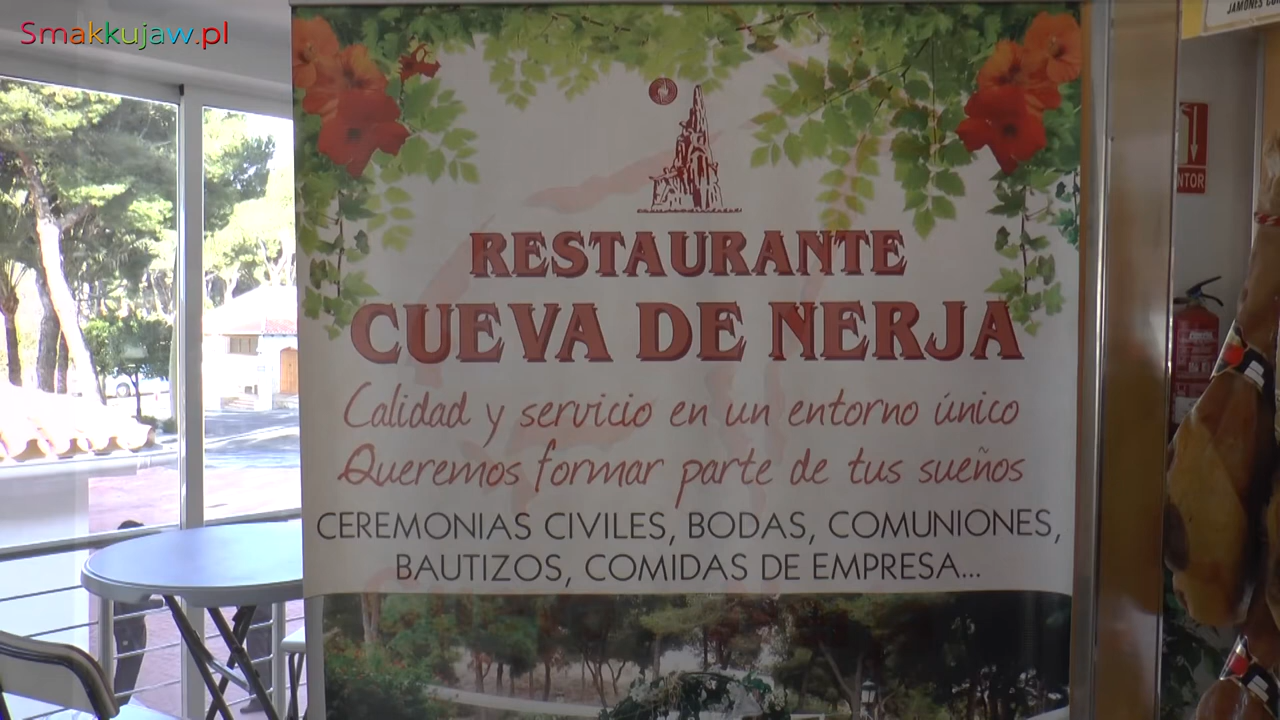 Smakkujaw.pl
RESTAURANTE
CUEVA DE NERJA
Calidad y servicio en un entorno único
Queremos formar parte de tus sueños
CEREMONIAS CIVILES, BODAS, COMUNIONES,
BAUTIZOS, COMIDAS DE EMPRESA...
JAMONES